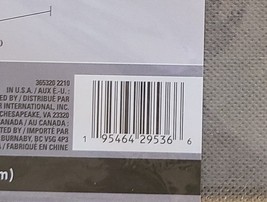 )
365320 2210
IN U.S.A. / AUX É.-U. :
TED BY / DISTRIBUÉ PAR
R INTERNATIONAL, INC.
CHESAPEAKE, VA 23320
CANADA / AU CANADA :
RTED BY / IMPORTÉ PAR
BURNABY, BC V5G 4P3
A / FABRIQUÉ EN CHINE
1 95464 29536 6
m)